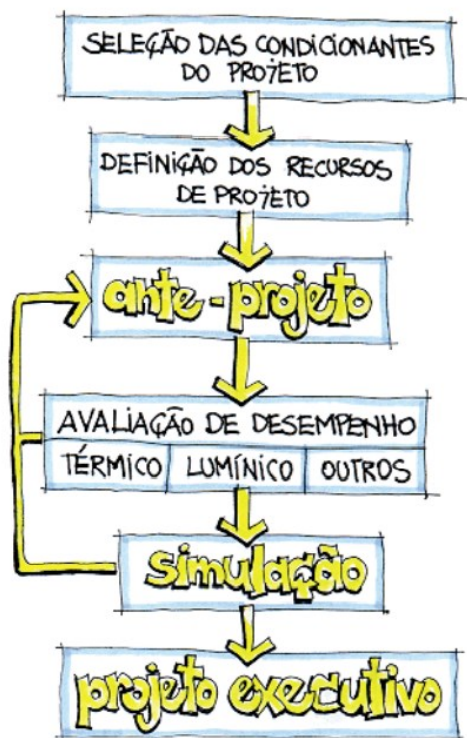 SELEÇÃO DAS CONDICIONANTES
DO PROJETO
DEFINIÇÃO DOS RECURSOS
DE PROJETO
ante-projeto
AVALIAÇÃO DE DESEMPENHO
TÉRMICO LUMÍNICO OUTROS
simulação
projeto executivo